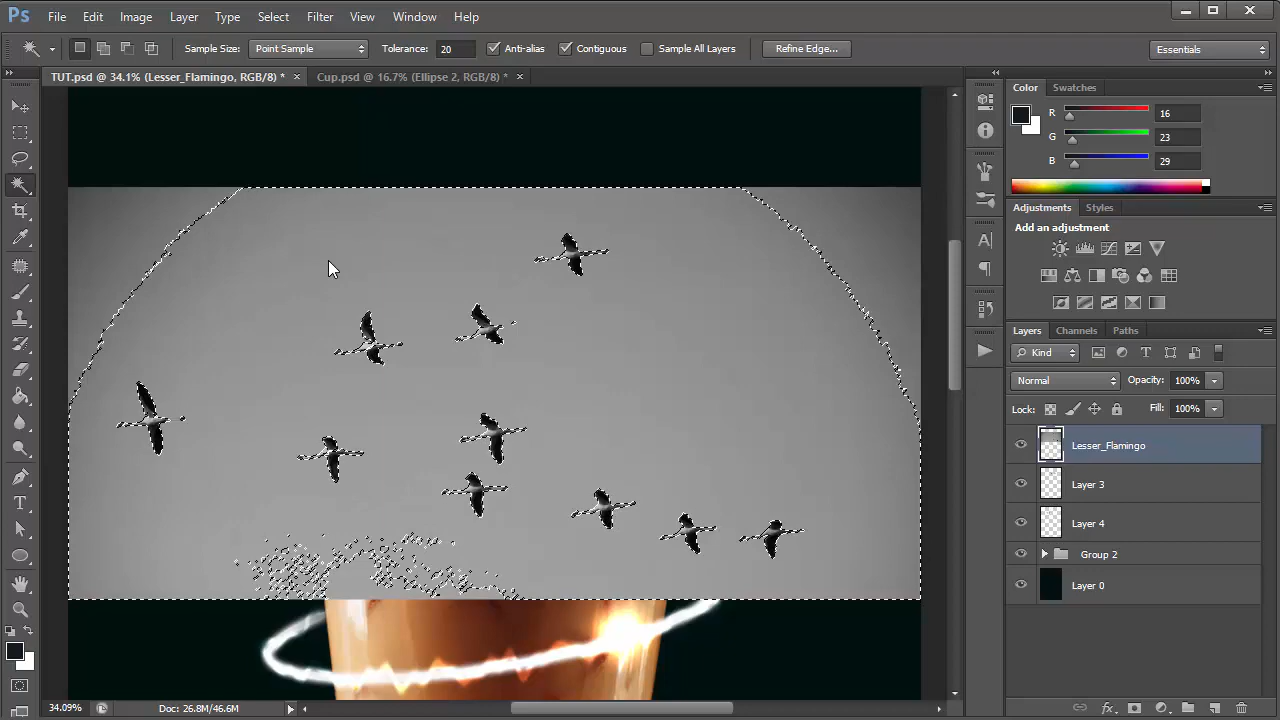 Ps File Edit Image Layer Type Select Filter View Window Help
Sample Size: Point Sample Tolerance: 20 Anti-alias Contiguous Sample All Layers Refine Edge... Essentials
TUT.psd @ 34.1% (Lesser_Flamingo, RGB/8) * × Cup.psd @ 16.7% (Ellipse 2, RGB/8) * ×
Color Swatches
R 16
G 23
B 29
Adjustments Styles
Add an adjustment
Layers Channels Paths
Kind
Normal Opacity: 100%
Lock: Fill: 100%
Lesser_Flamingo
Layer 3
Layer 4
Group 2
Layer 0
34.09% Doc: 26.8M/46.6M